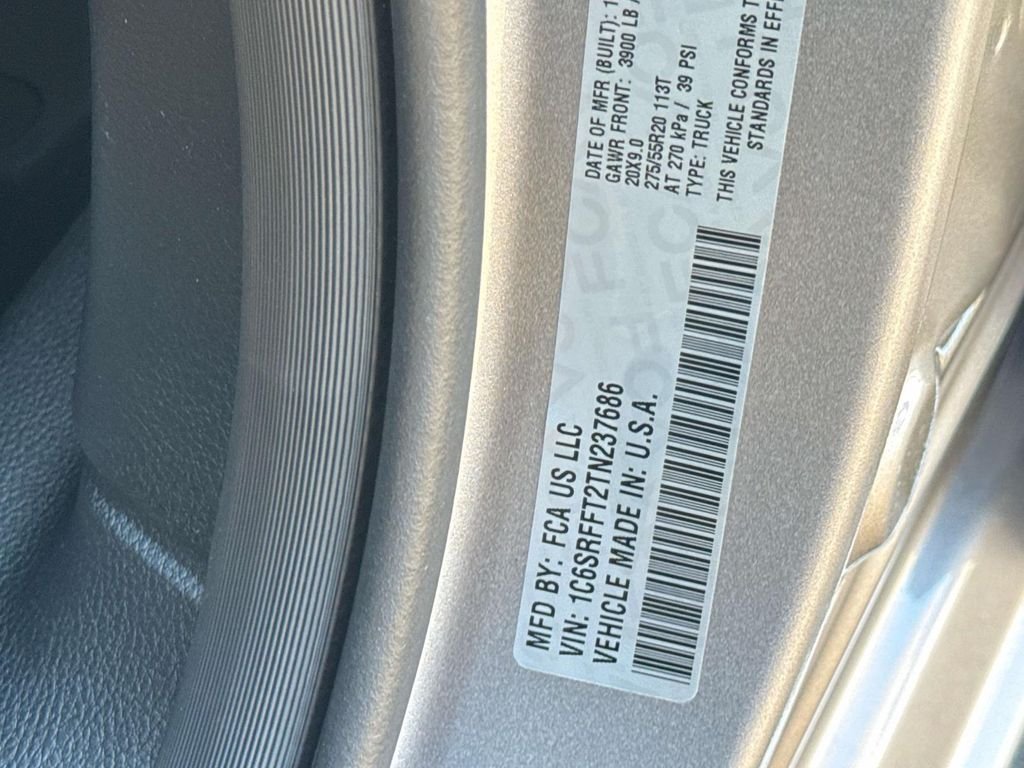 MFD BY: FCA US LLC
VIN: 1C6SRFFT2TN237686
VEHICLE MADE IN: U.S.A.
DATE OF MFR (BUILT): 1
GAWR FRONT: 3900 LB
20X9.0
275/55R20 113T
AT 270 kPa / 39 PSI
TYPE: TRUCK
THIS VEHICLE CONFORMS T
STANDARDS IN EFF